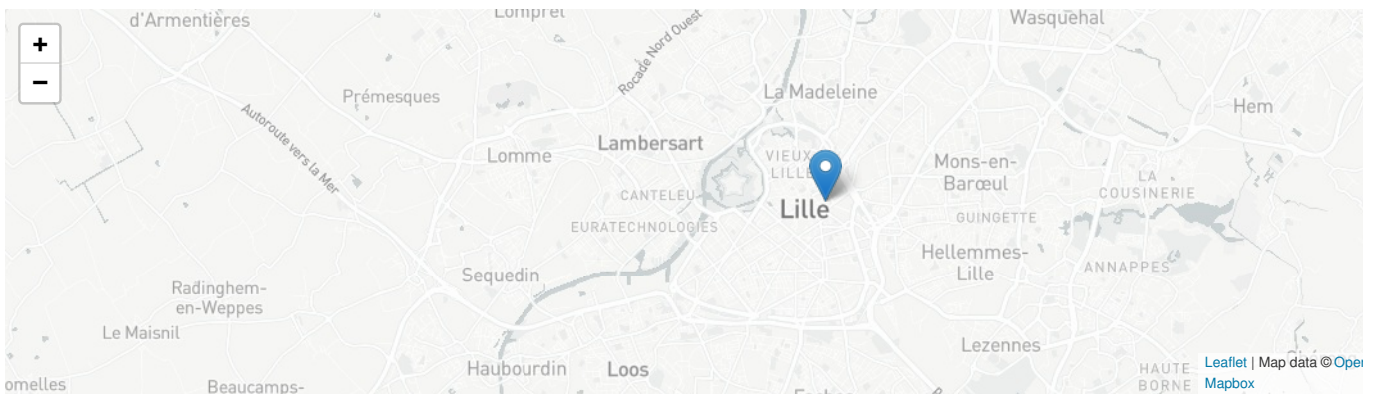 d'Armentières
Lompret
Wasquehal
+
−
Rocade Nord Ouest
La Madeleine
Prémesques
Hem
Autoroute vers la Mer
Lambersart
Lomme
VIEUX
LILLE
Mons-en-
Barœul
LA
COUSINERIE
CANTELEU
Lille
GUINGETTE
EURATECHNOLOGIES
Hellemmes-
Lille
ANNAPPES
Sequedin
Radinghem-
en-Weppes
Le Maisnil
Lezennes
Haubourdin
Loos
HAUTE
BORNE
Leaflet | Map data © Oper
Mapbox
omelles
Beaucamps-